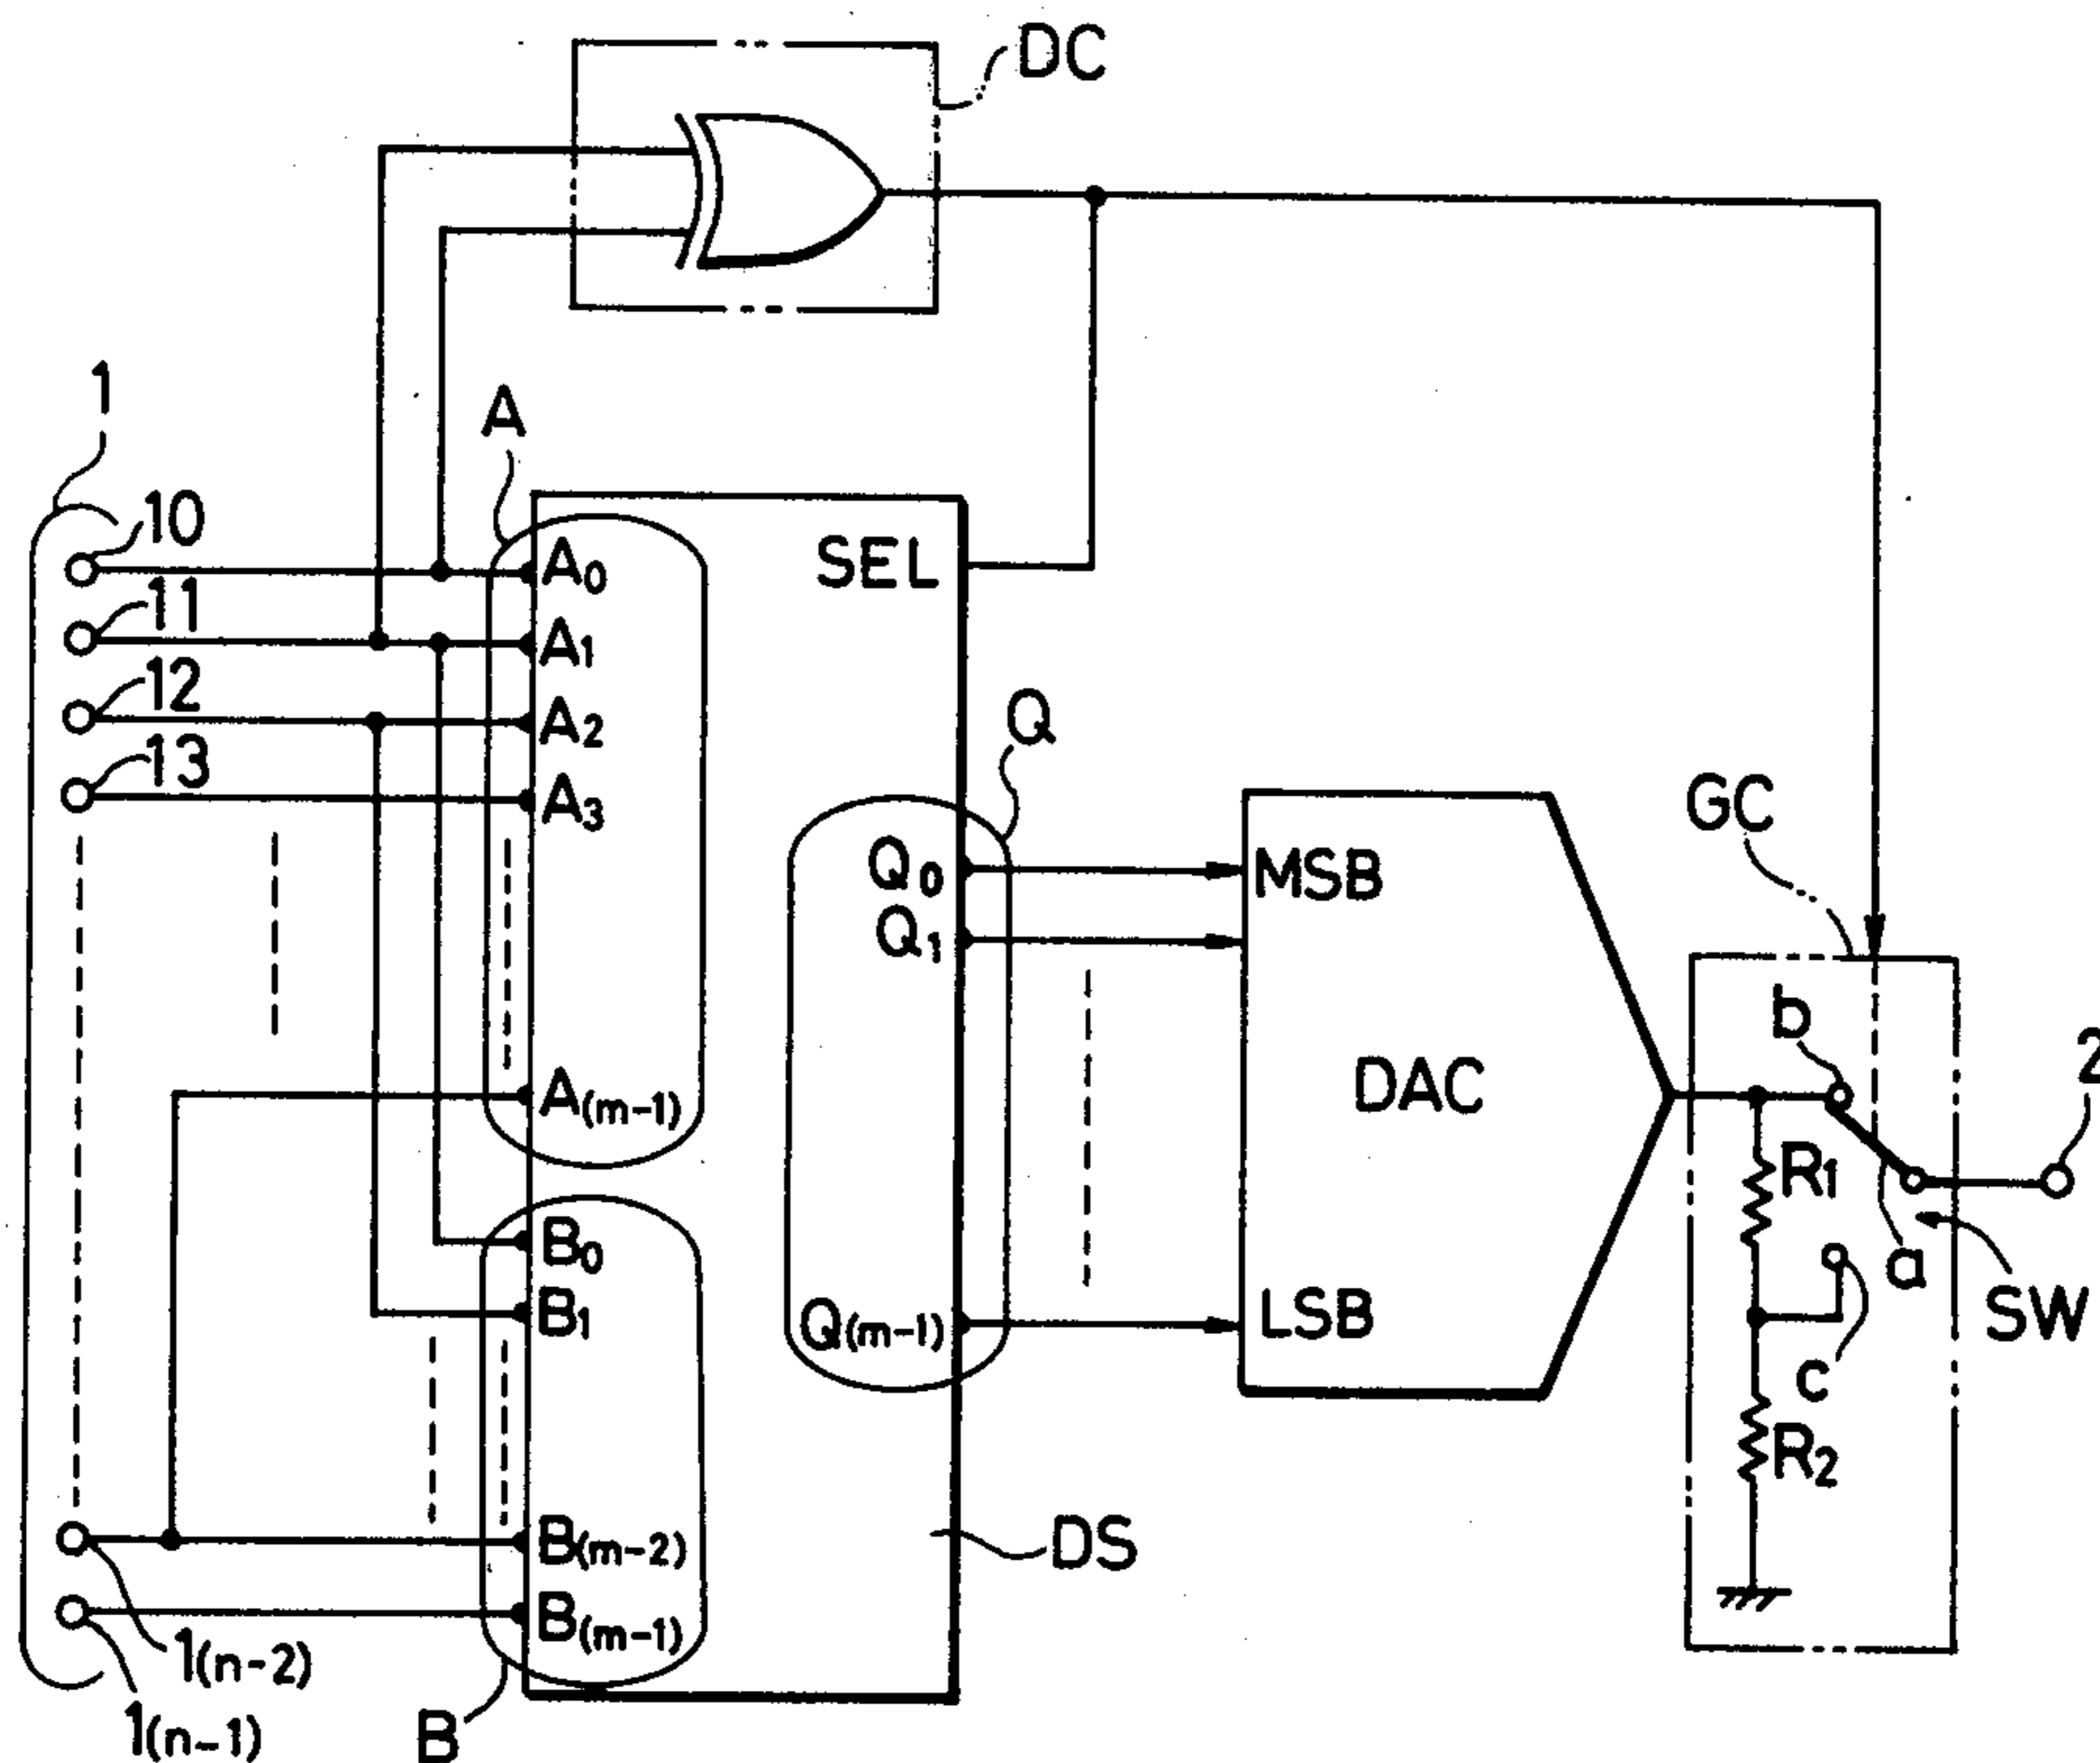 DC
1
A
10
A0
SEL
11
A1
12
A2
Q
13
A3
GC
Q0
MSB
Q1
b
2
DAC
A(m-1)
R1
B0
a
B1
Q(m-1)
LSB
SW
c
R2
B(m-2)
DS
B(m-1)
1(n-2)
1(n-1)
B